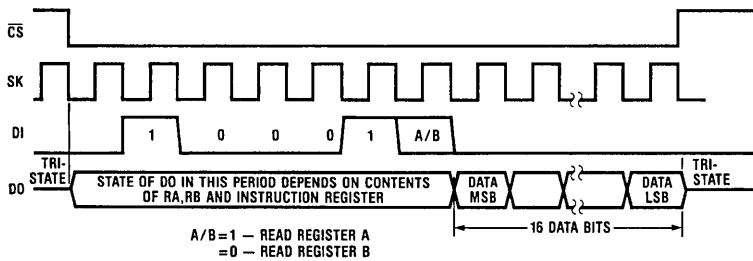 CS
SK
DI 1 0 0 0 1 A/B
TRI-
STATE
TRI-
STATE
DO STATE OF DO IN THIS PERIOD DEPENDS ON CONTENTS
OF RA,RB AND INSTRUCTION REGISTER
DATA
MSB
DATA
LSB
A/B=1 — READ REGISTER A
=0 — READ REGISTER B
16 DATA BITS